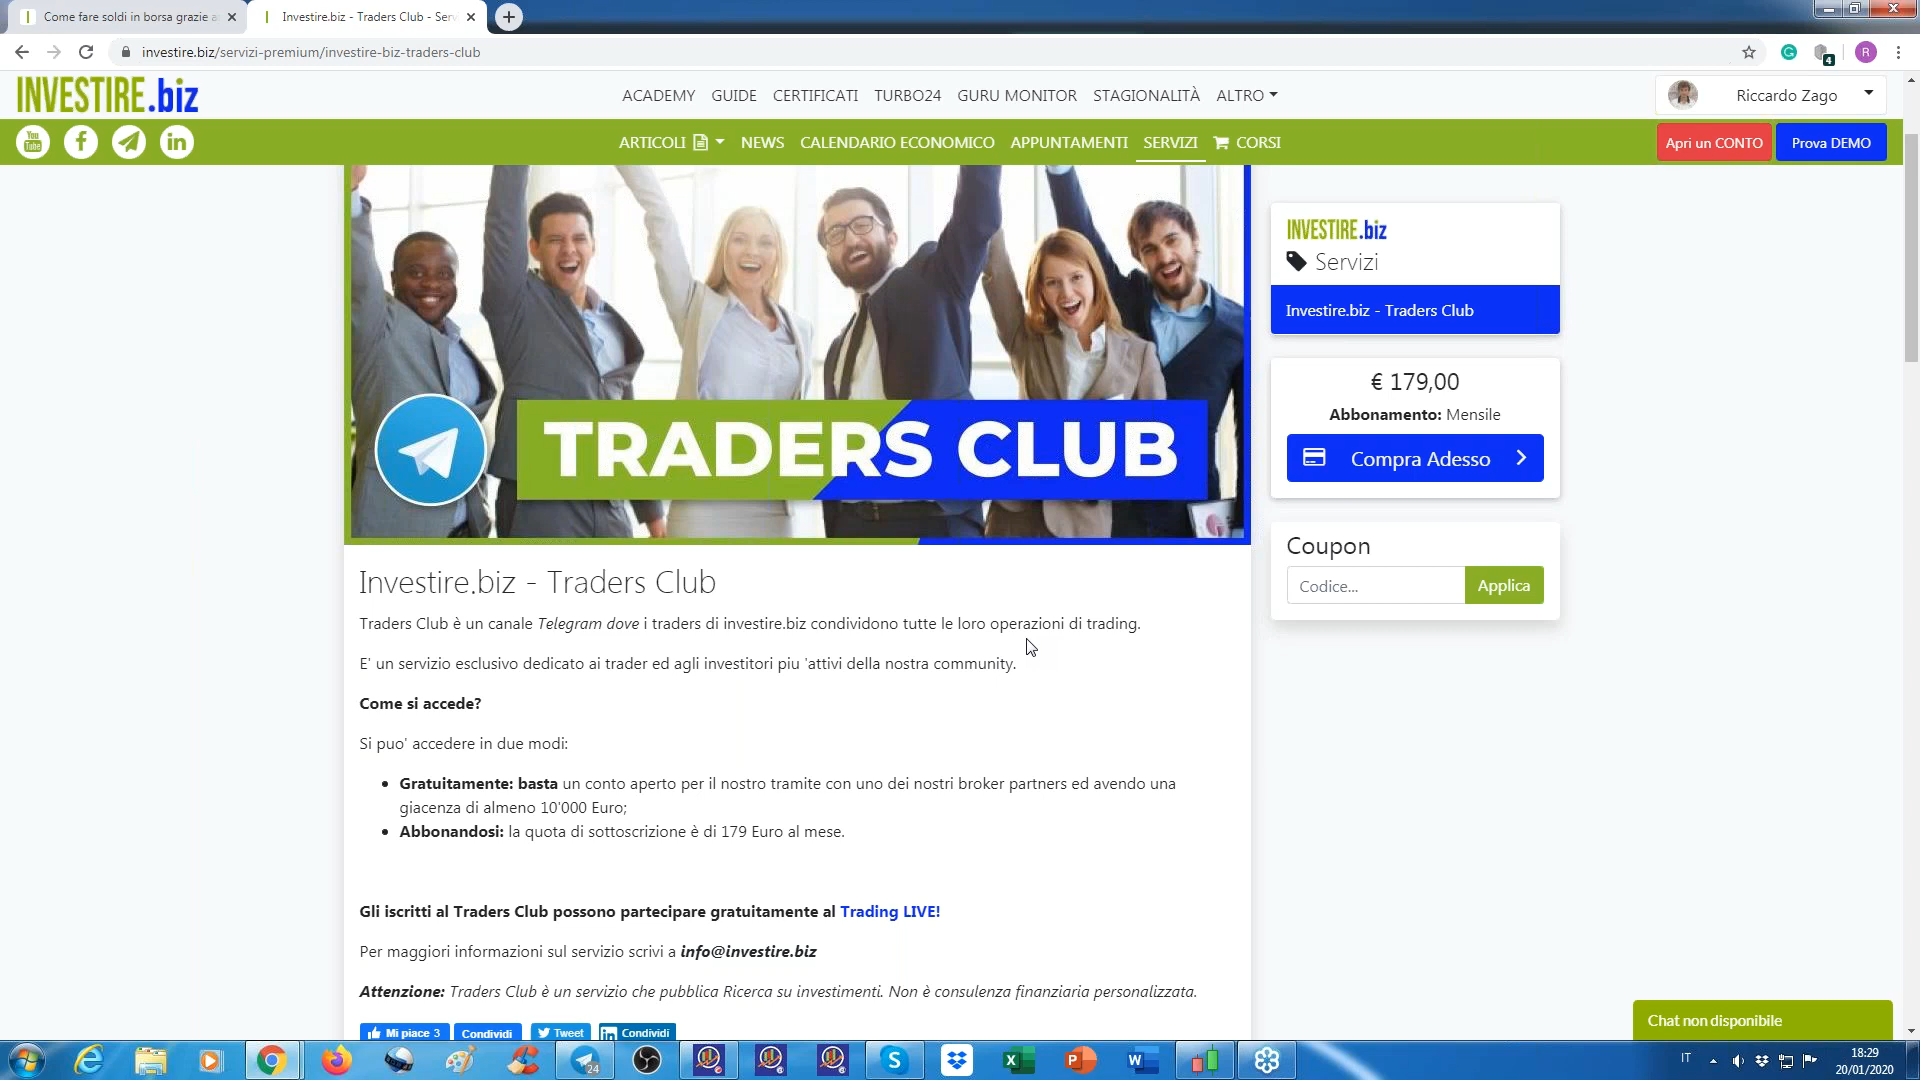 Come fare soldi in borsa grazie a
Investire.biz - Traders Club - Serv
investire.biz/servizi-premium/investire-biz-traders-club
4
R
INVESTIRE.biz
ACADEMY GUIDE CERTIFICATI TURBO24 GURU MONITOR STAGIONALITÀ ALTRO
Riccardo Zago
You Tube
ARTICOLI NEWS CALENDARIO ECONOMICO APPUNTAMENTI SERVIZI CORSI
Apri un CONTO
Prova DEMO
TRADERS CLUB
INVESTIRE.biz
Servizi
Investire.biz - Traders Club
€ 179,00
Abbonamento: Mensile
Compra Adesso
Coupon
Codice...
Applica
Investire.biz - Traders Club
Traders Club è un canale Telegram dove i traders di investire.biz condividono tutte le loro operazioni di trading.
E' un servizio esclusivo dedicato ai trader ed agli investitori piu 'attivi della nostra community.
Come si accede?
Si puo' accedere in due modi:
Gratuitamente: basta un conto aperto per il nostro tramite con uno dei nostri broker partners ed avendo una
giacenza di almeno 10'000 Euro;
Abbonandosi: la quota di sottoscrizione è di 179 Euro al mese.
Gli iscritti al Traders Club possono partecipare gratuitamente al Trading LIVE!
Per maggiori informazioni sul servizio scrivi a info@investire.biz
Attenzione: Traders Club è un servizio che pubblica Ricerca su investimenti. Non è consulenza finanziaria personalizzata.
Mi piace 3 Condividi Tweet Condividi
Chat non disponibile
24
IT
18:29
20/01/2020